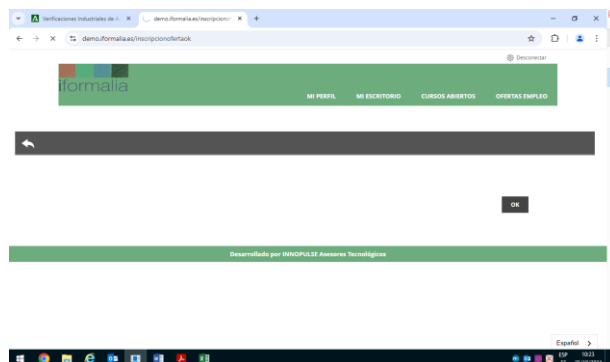 Verificaciones Industriales de A
demo.iformalia.es/inscripcionof
demo.iformalia.es/inscripcionofertaok
Desconectar
iformalia
MI PERFIL
MI ESCRITORIO
CURSOS ABIERTOS
OFERTAS EMPLEO
OK
Desarrollado por INNOPULSE Asesores Tecnológicos
Español
ESP
10:23